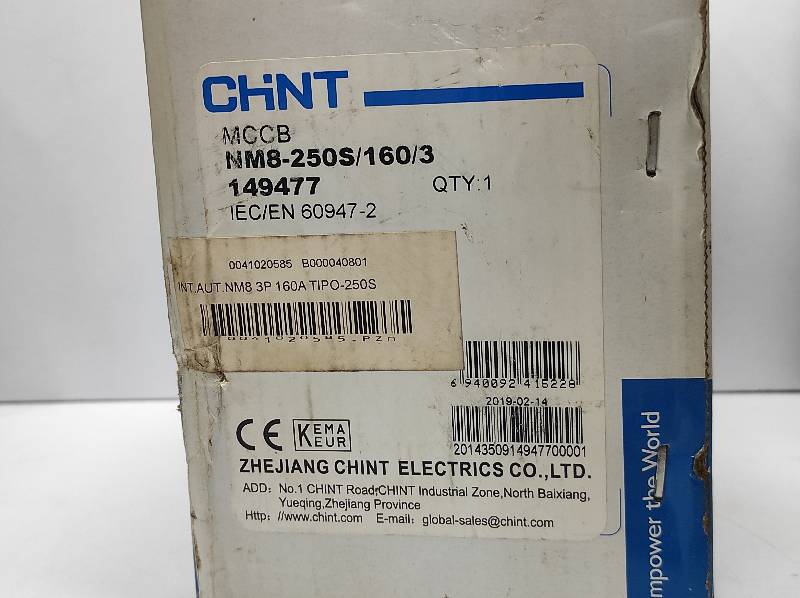 CHINT
MCCB
NM8-250S/160/3
149477 QTY:1
IEC/EN 60947-2
0041020585 B000040801
INT.AUT.NM8 3P 160A TIPO-250S
6 940092 415228
2019-02-14
2014350914947700001
CE KEMA KEUR
ZHEJIANG CHINT ELECTRICS CO.,LTD.
ADD: No.1 CHINT Road,CHINT Industrial Zone,North Baixiang,
Yueqing,Zhejiang Province
Http: //www.chint.com E-mail: global-sales@chint.com
mpower the World